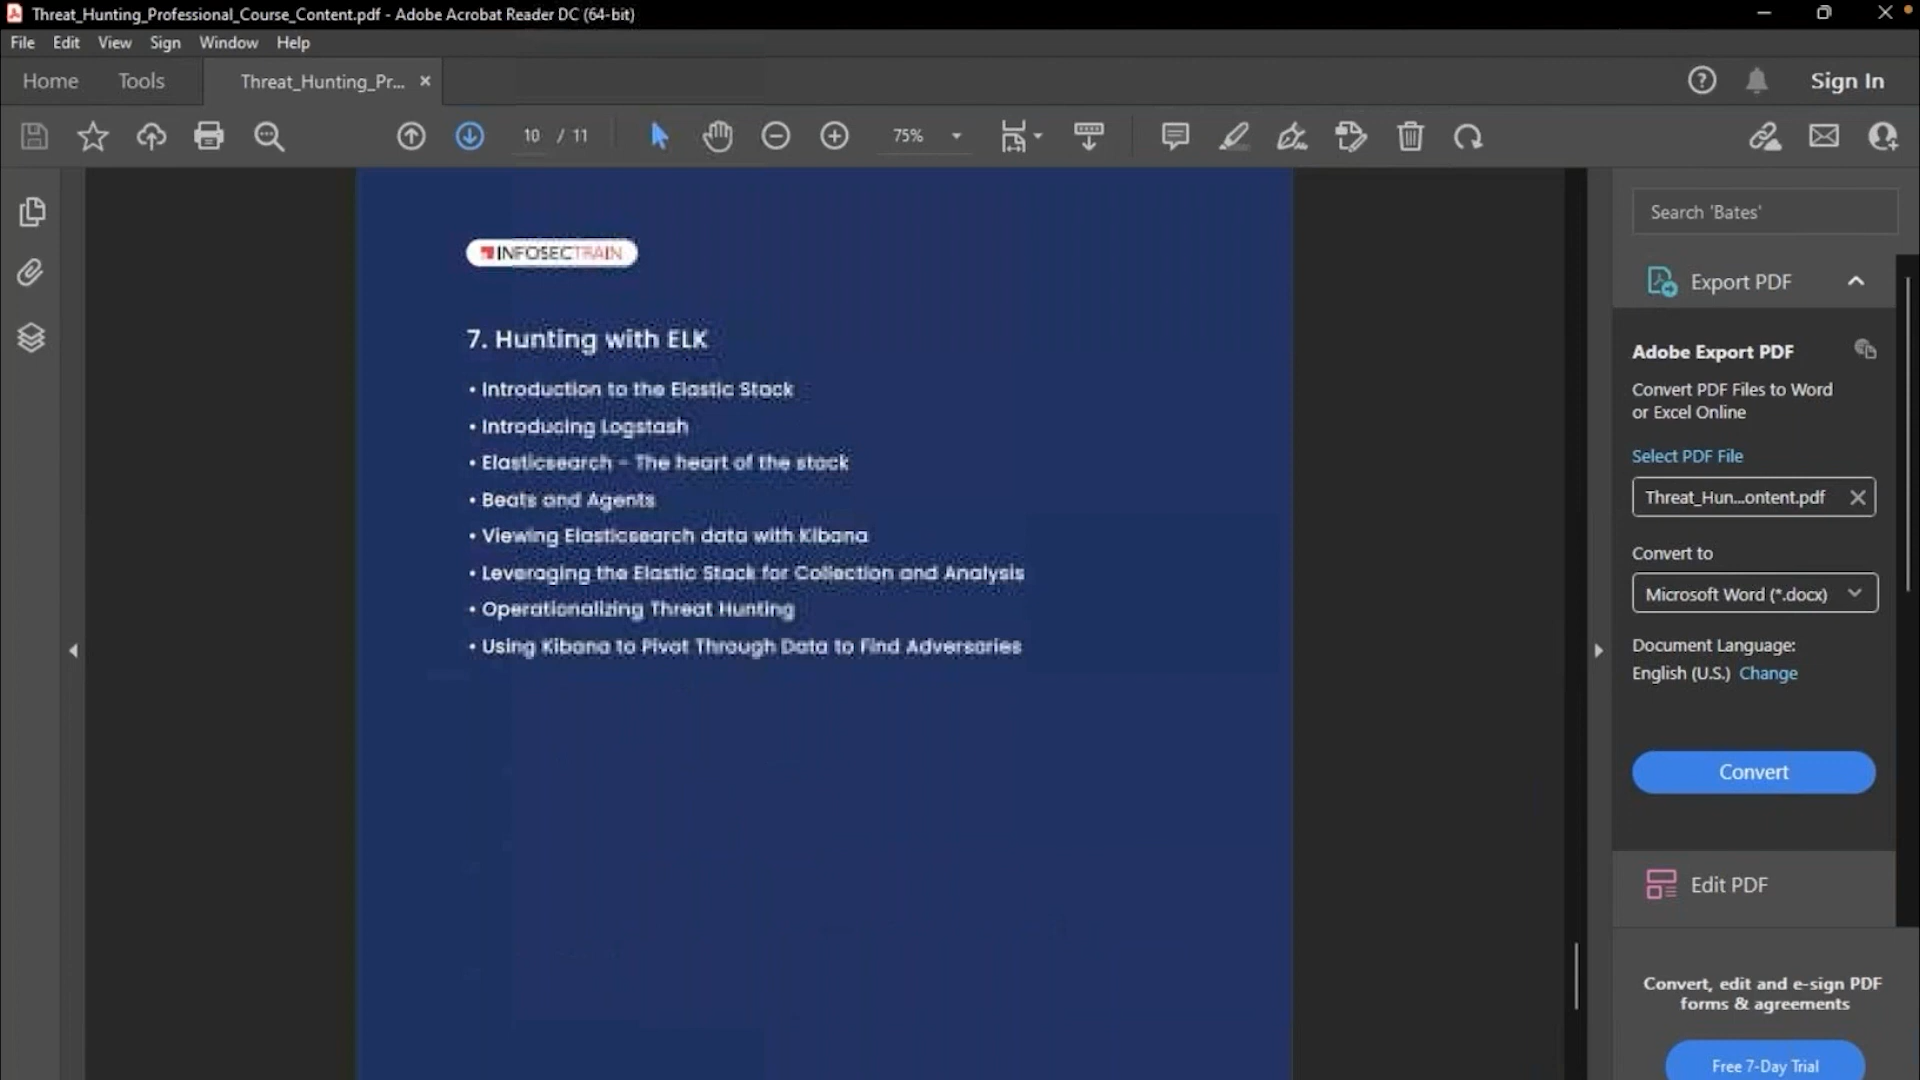 Threat_Hunting_Professional_Course_Content.pdf - Adobe Acrobat Reader DC (64-bit)
File Edit View Sign Window Help
Home Tools Threat_Hunting_Pr... × Sign In
10 / 11 75%
Search 'Bates'
INFOSECTRAIN
Export PDF
7. Hunting with ELK
• Introduction to the Elastic Stack
• Introducing Logstash
• Elasticsearch - The heart of the stack
• Beats and Agents
• Viewing Elasticsearch data with Kibana
• Leveraging the Elastic Stack for Collection and Analysis
• Operationalizing Threat Hunting
• Using Kibana to Pivot Through Data to Find Adversaries
Adobe Export PDF
Convert PDF Files to Word
or Excel Online
Select PDF File
Threat_Hun...ontent.pdf
Convert to
Microsoft Word (*.docx)
Document Language:
English (U.S.) Change
Convert
Edit PDF
Convert, edit and e-sign PDF
forms & agreements
Free 7-Day Trial